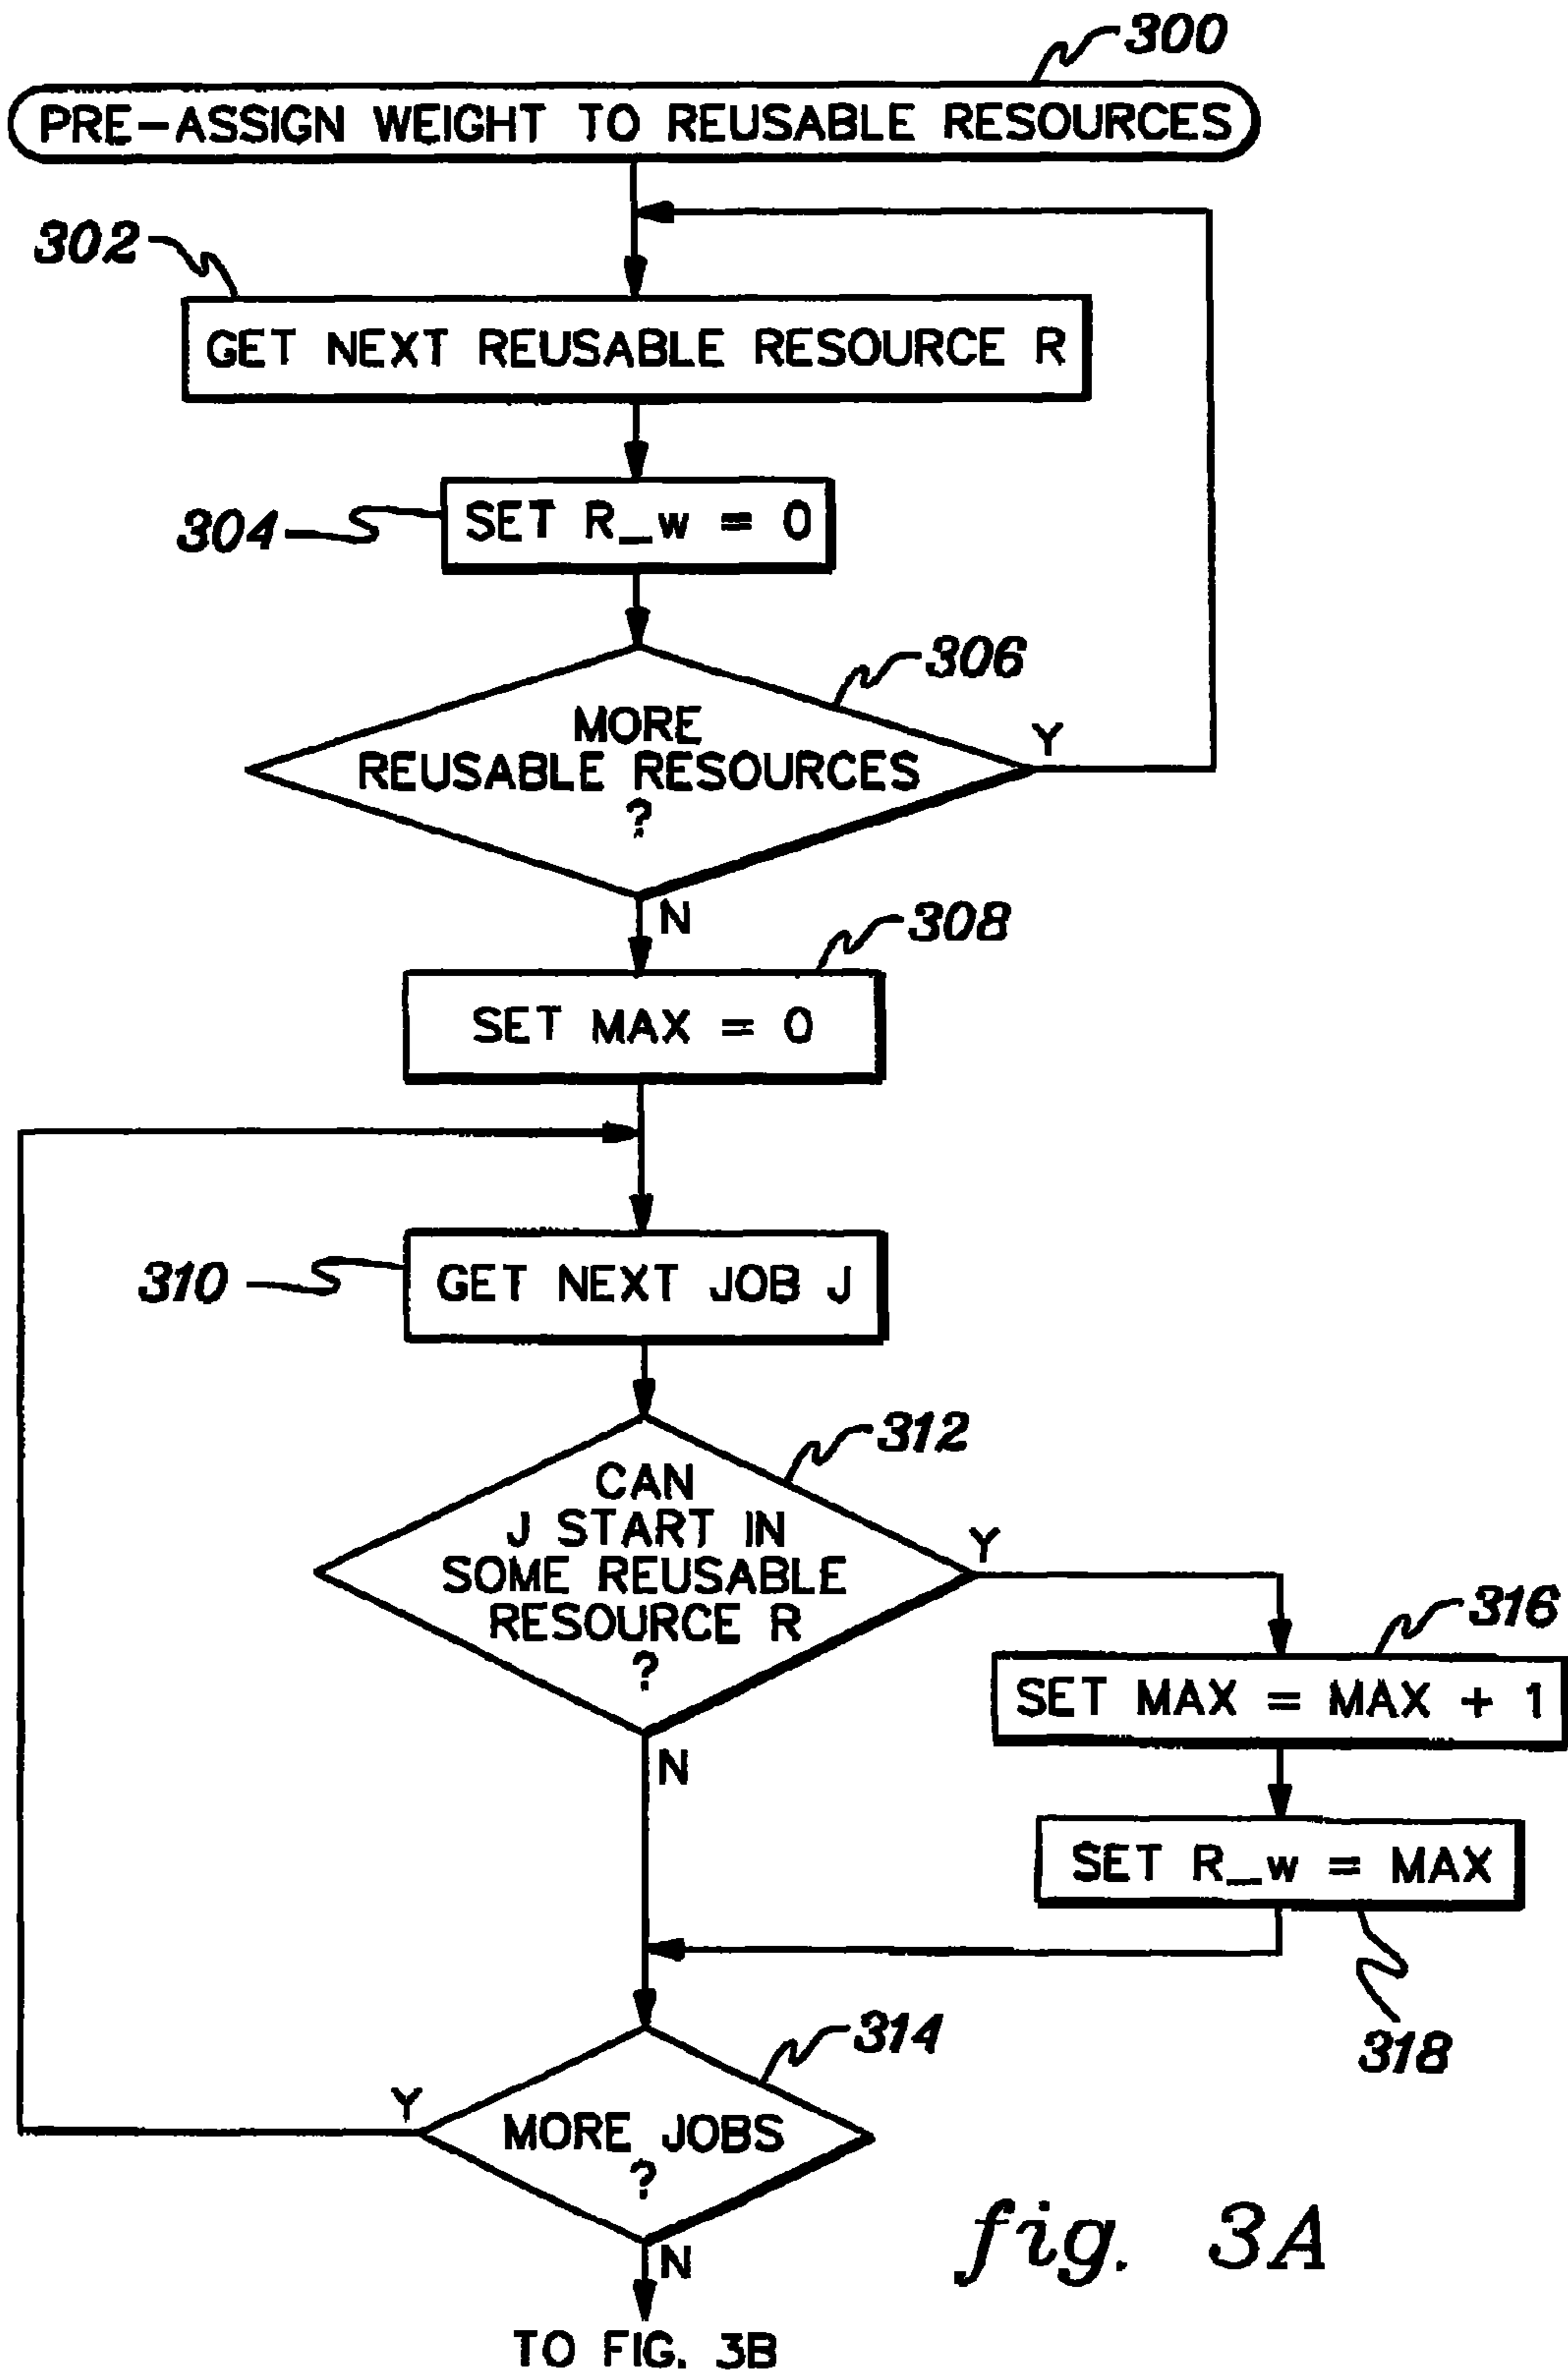 300
PRE-ASSIGN WEIGHT TO REUSABLE RESOURCES
302
GET NEXT REUSABLE RESOURCE R
304
SET R_w = 0
306
MORE
REUSABLE RESOURCES
?
Y
N
308
SET MAX = 0
310
GET NEXT JOB J
312
CAN
J START IN
SOME REUSABLE
RESOURCE R
?
Y
N
316
SET MAX = MAX + 1
SET R_w = MAX
318
314
MORE JOBS
?
Y
N
TO FIG. 3B
fig. 3A